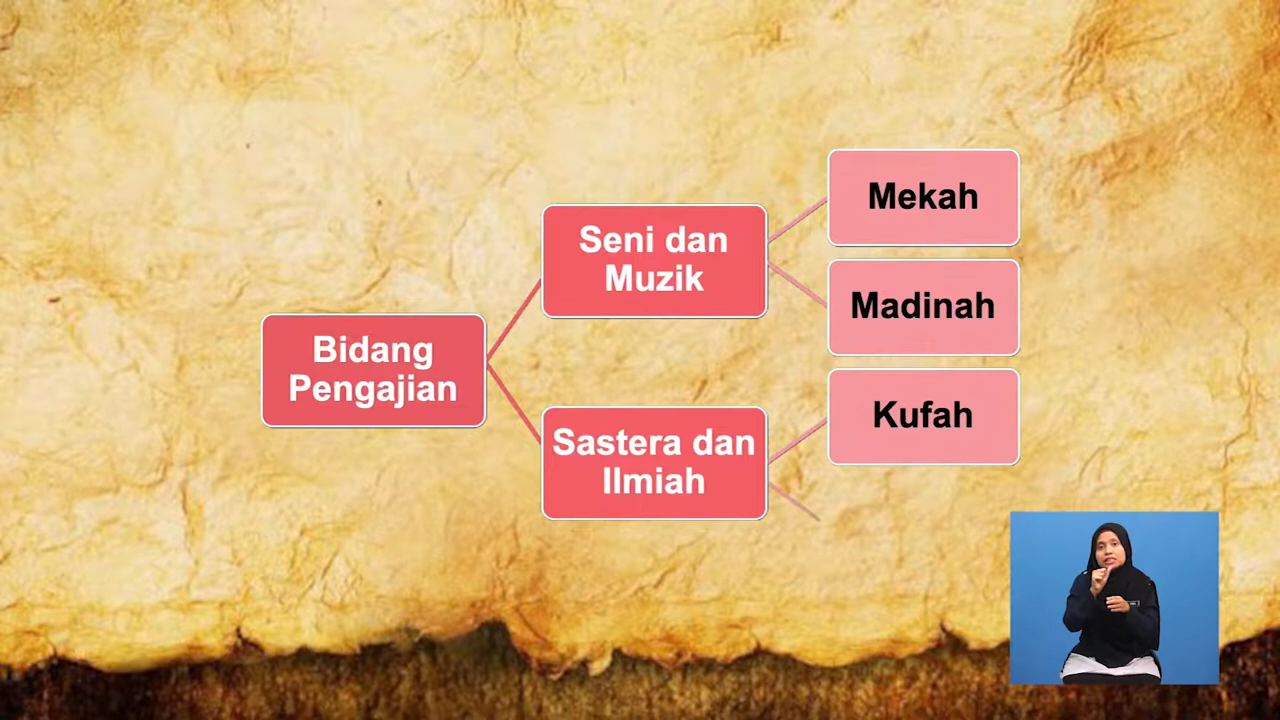 Bidang
Pengajian
Seni dan
Muzik
Mekah
Madinah
Sastera dan
Ilmiah
Kufah